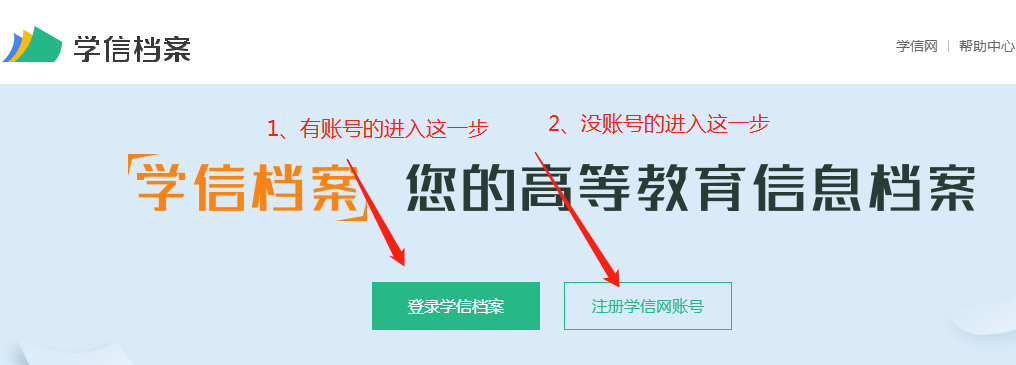 学信档案
学信网 | 帮助中心
1、有账号的进入这一步
2、没账号的进入这一步
学信档案 您的高等教育信息档案
登录学信档案
注册学信网账号